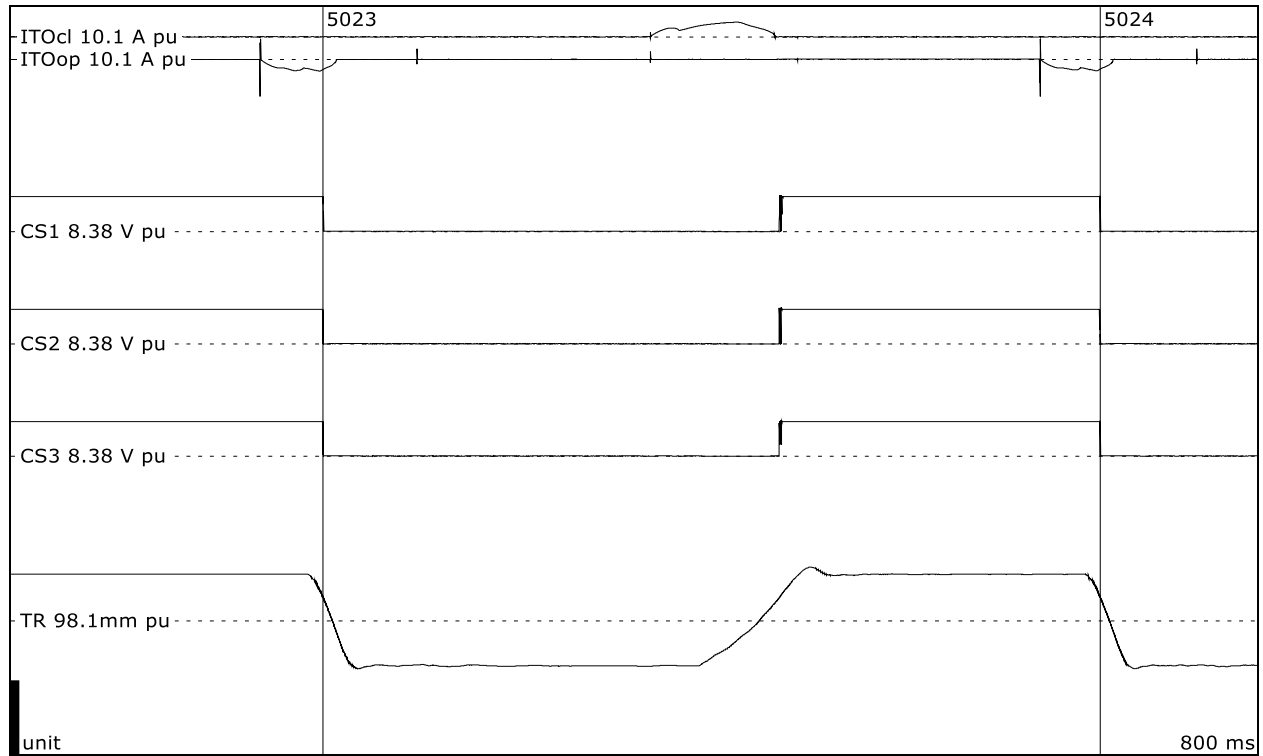 5023
5024
ITOcl 10.1 A pu
ITOop 10.1 A pu
CS1 8.38 V pu
CS2 8.38 V pu
CS3 8.38 V pu
TR 98.1mm pu
unit
800 ms